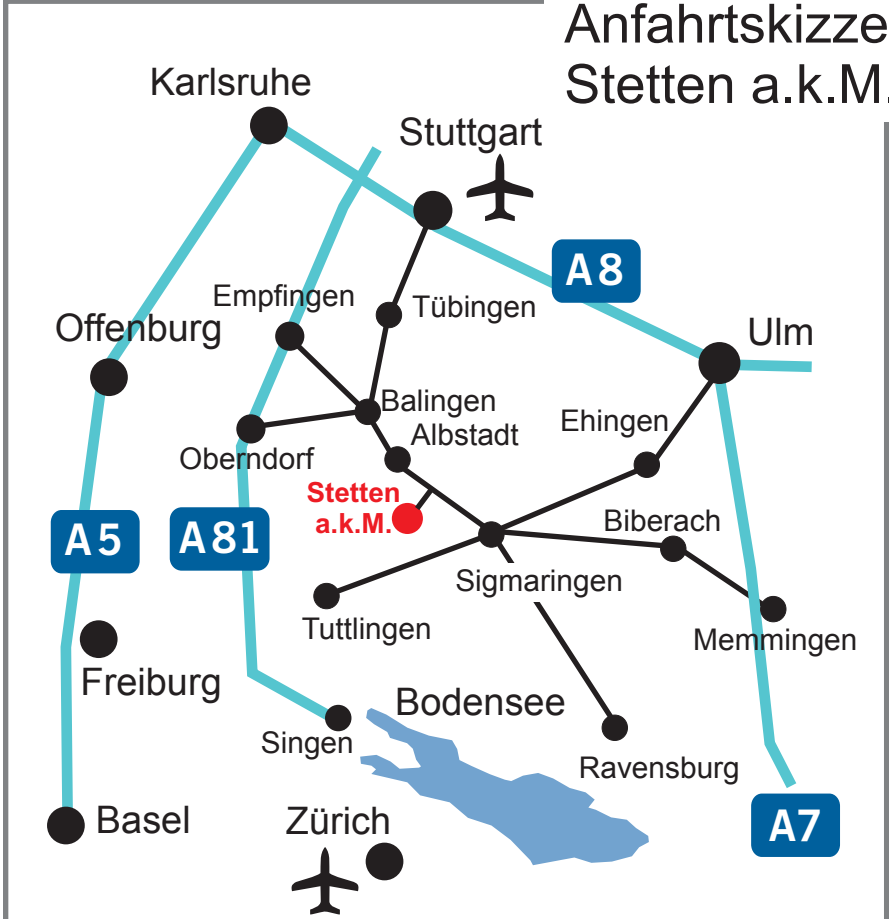 Anfahrtskizze
Stetten a.k.M.
Karlsruhe
Stuttgart
A8
Empfingen
Tübingen
Offenburg
Ulm
Balingen
Albstadt
Ehingen
Oberndorf
Stetten
a.k.M.
A5
A81
Biberach
Sigmaringen
Tuttlingen
Memmingen
Freiburg
Bodensee
Singen
Ravensburg
Basel
Zürich
A7